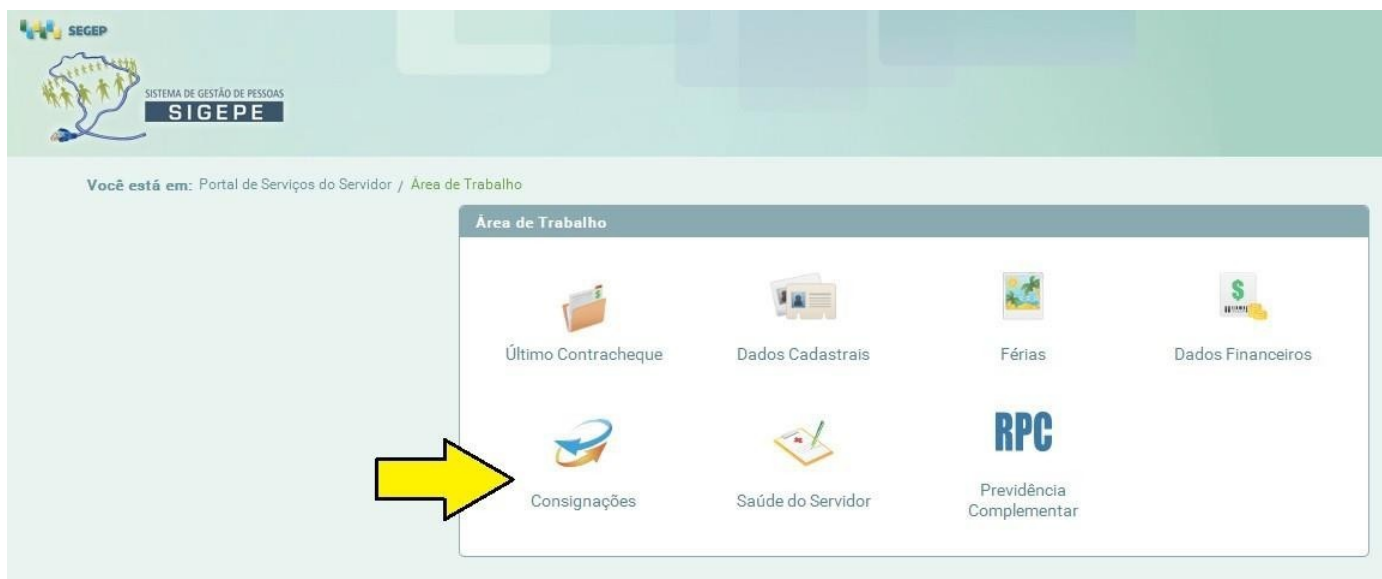 SEGEP
SISTEMA DE GESTÃO DE PESSOAS
SIGEPE
Você está em: Portal de Serviços do Servidor / Área de Trabalho
Área de Trabalho
Último Contracheque
Dados Cadastrais
Férias
Dados Financeiros
RPC
Consignações
Saúde do Servidor
Previdência
Complementar